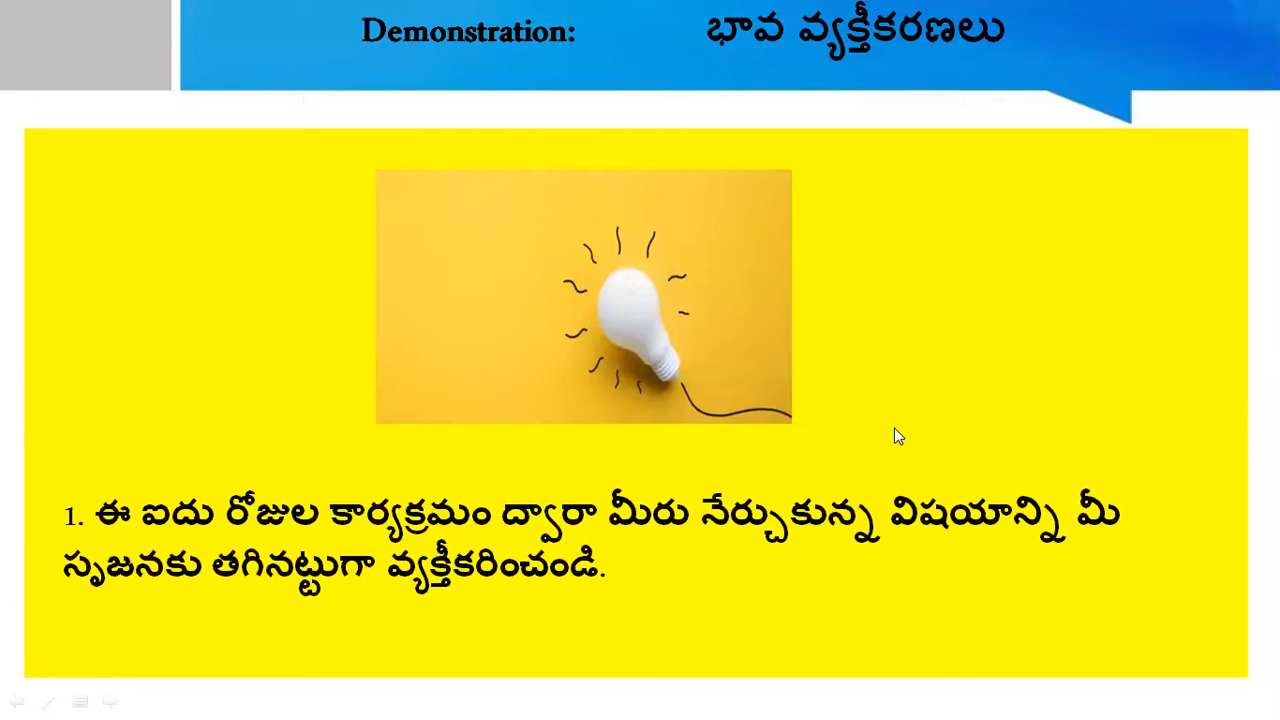 Demonstration: భావ వ్యక్తీకరణలు
1. ఈ ఐదు రోజుల కార్యక్రమం ద్వారా మీరు నేర్చుకున్న విషయాన్ని మీ
సృజనకు తగినట్టుగా వ్యక్తీకరించండి.